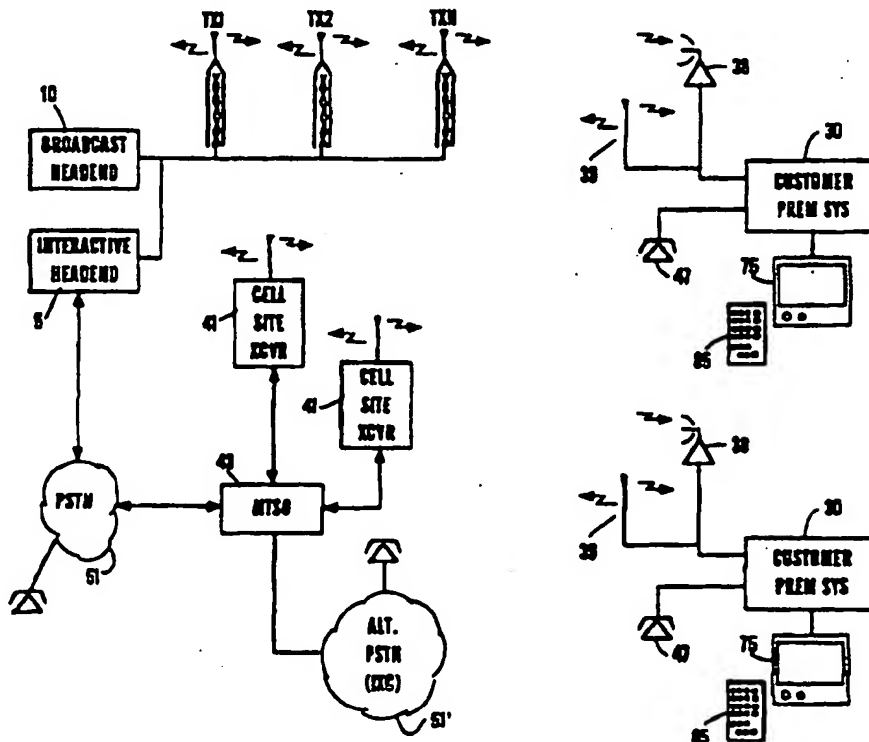 TX1 TX2 TXN
10
BROADCAST
HEADEND
INTERACTIVE
HEADEND
5
41
CELL
SITE
XCVR
41
CELL
SITE
XCVR
43
PSTN
MTSO
51
ALT.
PSTN
(IXC)
51'
38
35
30
CUSTOMER
PREM SYS
47
75
85
38
35
30
CUSTOMER
PREM SYS
47
75
85